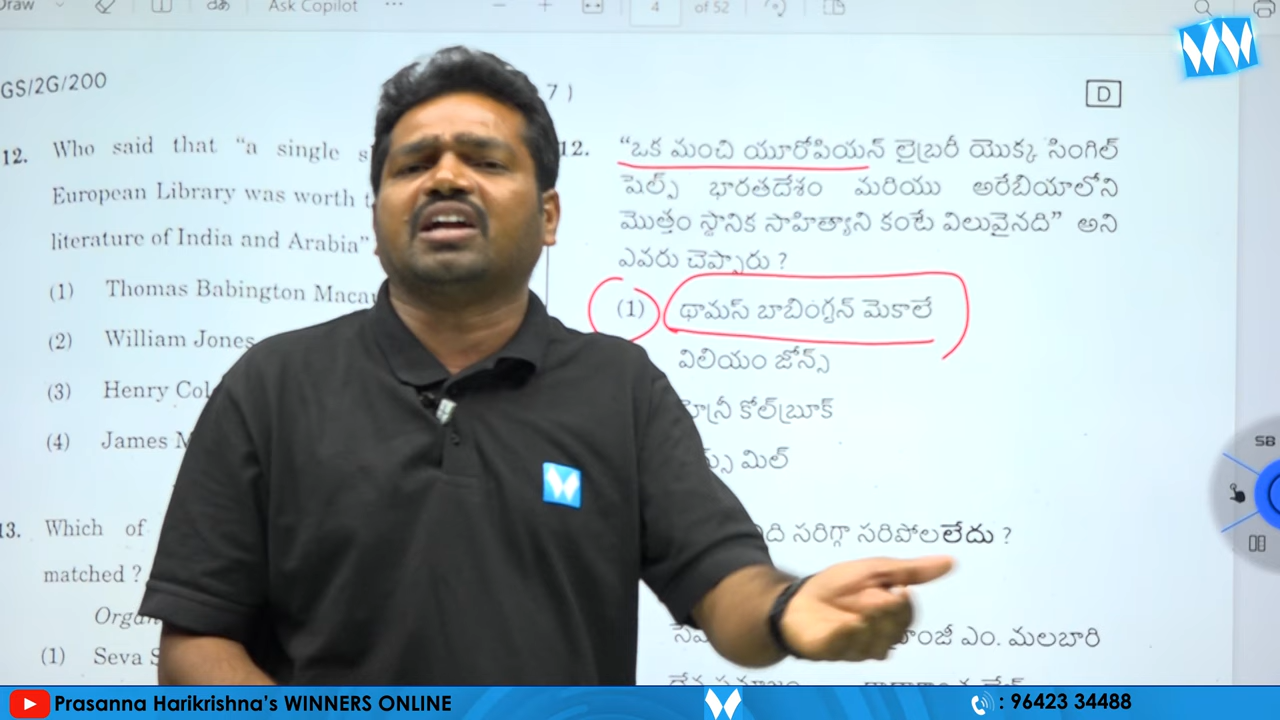 Draw
Ask Copilot
4 of 52
GS/2G/200
7 )
D
12. Who said that “a single
European Library was worth
literature of India and Arabia”
(1) Thomas Babington
(2) William Jones
(3) Henry
(4) James
13. Which of
matched ?
(1) Seva
12. “ఒక మంచి యూరోపియన్ లైబ్రరీ యొక్క సింగిల్
షెల్ఫ్ భారతదేశం మరియు అరేబియాలోని
మొత్తం స్థానిక సాహిత్యాని కంటే విలువైనది” అని
ఎవరు చెప్పారు ?
(1) థామస్ బాబింగ్టన్ మెకాలే
విలియం జోన్స్
కోల్‌బ్రూక్
మిల్
సరిగ్గా సరిపోలలేదు ?
ఎం. మలబారి
SB
Prasanna Harikrishna's WINNERS ONLINE
: 96423 34488